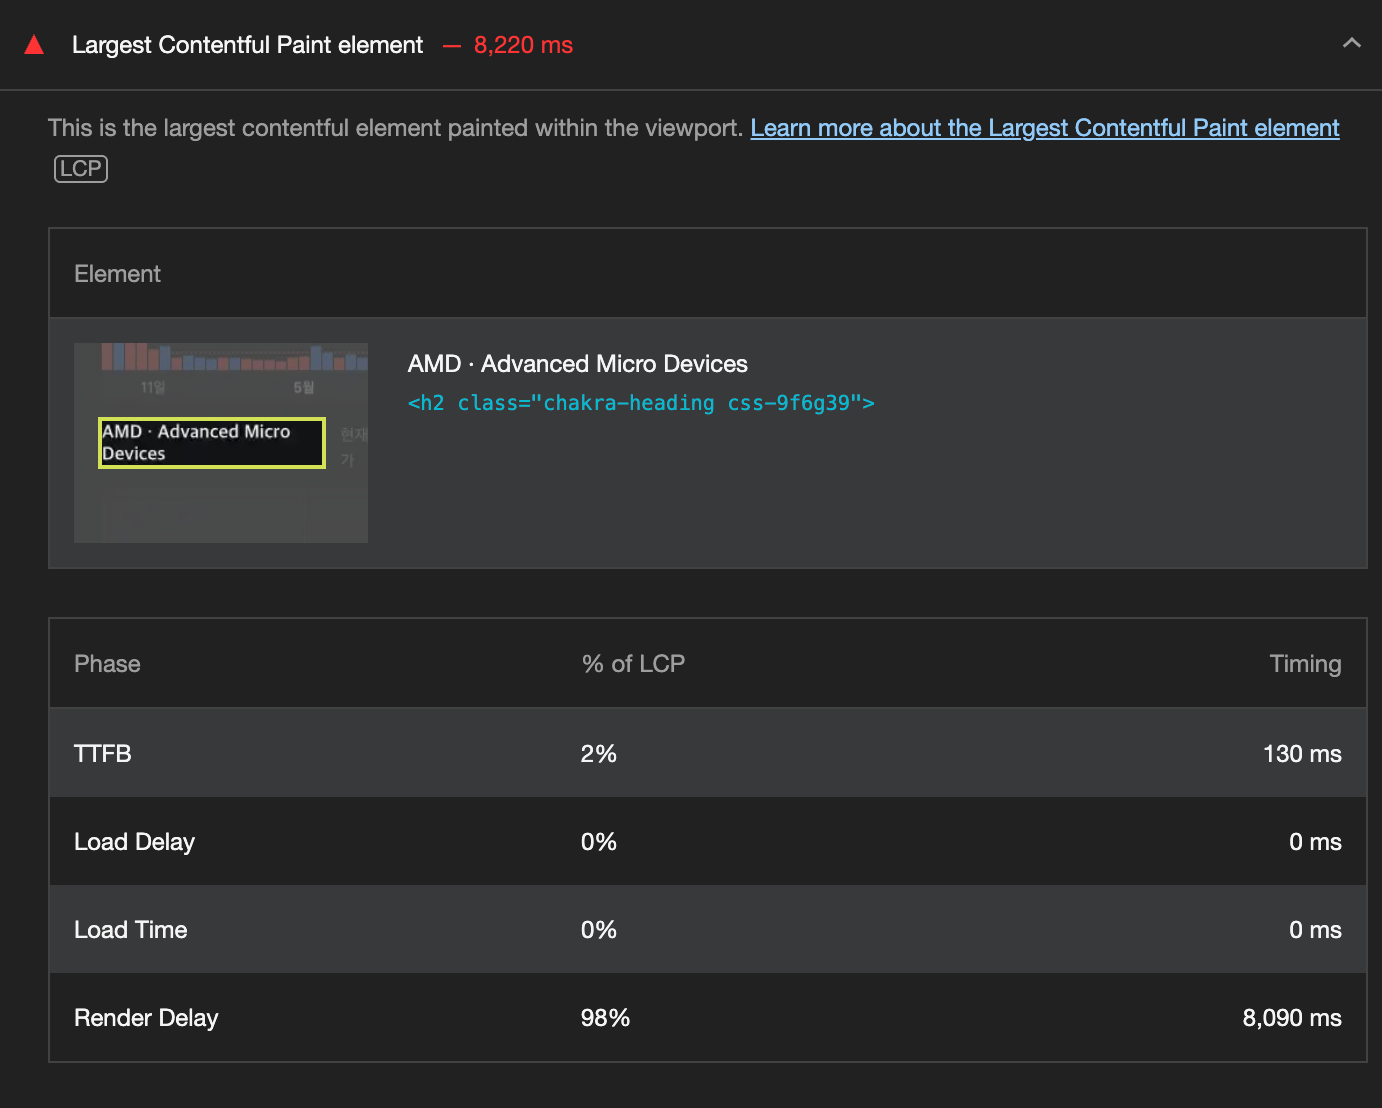 Largest Contentful Paint element — 8,220 ms
This is the largest contentful element painted within the viewport. Learn more about the Largest Contentful Paint element
LCP
Element
11일 5월
AMD · Advanced Micro
Devices
현재
가
AMD · Advanced Micro Devices
<h2 class="chakra-heading css-9f6g39">
Phase % of LCP Timing
TTFB 2% 130 ms
Load Delay 0% 0 ms
Load Time 0% 0 ms
Render Delay 98% 8,090 ms